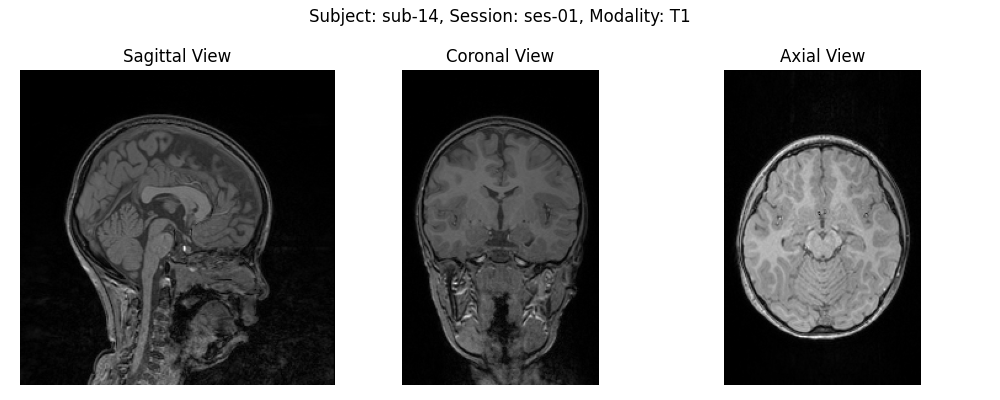 Subject: sub-14, Session: ses-01, Modality: T1
Sagittal View
Coronal View
Axial View